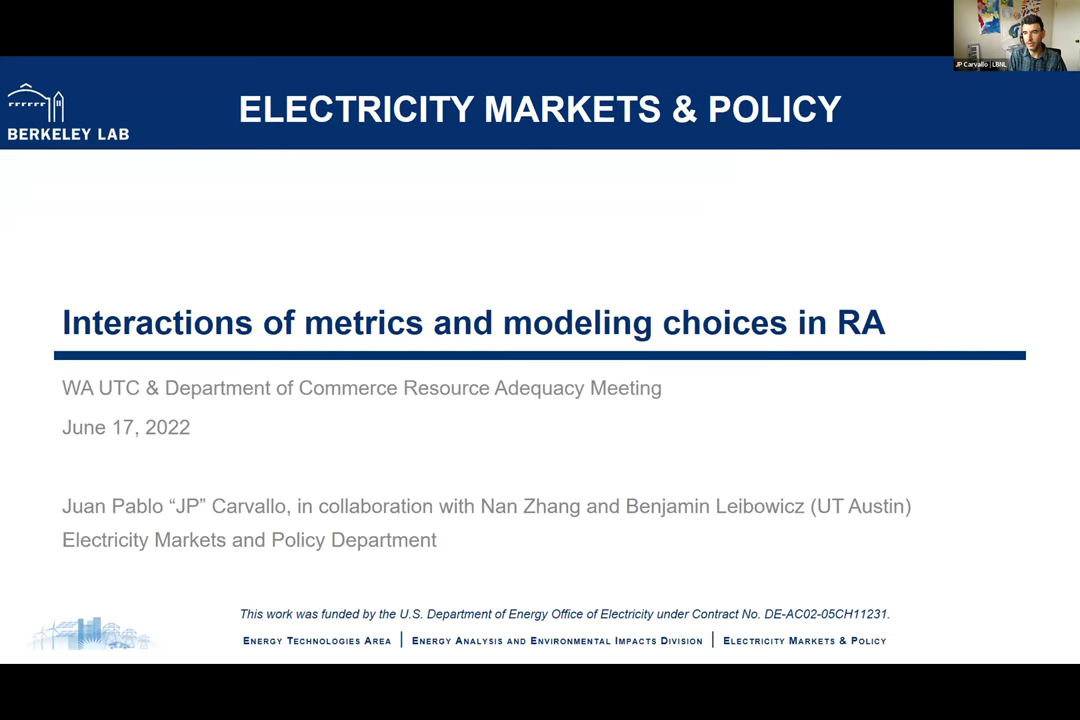 JP Carvallo | LBNL
BERKELEY LAB
ELECTRICITY MARKETS & POLICY
Interactions of metrics and modeling choices in RA
WA UTC & Department of Commerce Resource Adequacy Meeting
June 17, 2022
Juan Pablo “JP” Carvallo, in collaboration with Nan Zhang and Benjamin Leibowicz (UT Austin)
Electricity Markets and Policy Department
This work was funded by the U.S. Department of Energy Office of Electricity under Contract No. DE-AC02-05CH11231.
Energy Technologies Area | Energy Analysis and Environmental Impacts Division | Electricity Markets & Policy